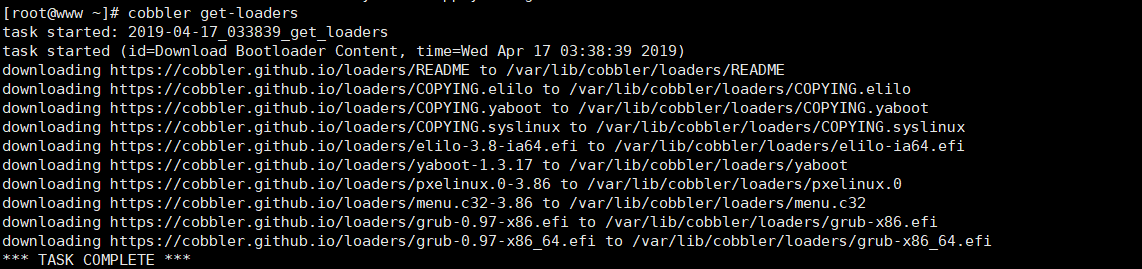 [root@www ~]# cobbler get-loaders
task started: 2019-04-17_033839_get_loaders
task started (id=Download Bootloader Content, time=Wed Apr 17 03:38:39 2019)
downloading https://cobbler.github.io/loaders/README to /var/lib/cobbler/loaders/README
downloading https://cobbler.github.io/loaders/COPYING.elilo to /var/lib/cobbler/loaders/COPYING.elilo
downloading https://cobbler.github.io/loaders/COPYING.yaboot to /var/lib/cobbler/loaders/COPYING.yaboot
downloading https://cobbler.github.io/loaders/COPYING.syslinux to /var/lib/cobbler/loaders/COPYING.syslinux
downloading https://cobbler.github.io/loaders/elilo-3.8-ia64.efi to /var/lib/cobbler/loaders/elilo-ia64.efi
downloading https://cobbler.github.io/loaders/yaboot-1.3.17 to /var/lib/cobbler/loaders/yaboot
downloading https://cobbler.github.io/loaders/pxelinux.0-3.86 to /var/lib/cobbler/loaders/pxelinux.0
downloading https://cobbler.github.io/loaders/menu.c32-3.86 to /var/lib/cobbler/loaders/menu.c32
downloading https://cobbler.github.io/loaders/grub-0.97-x86.efi to /var/lib/cobbler/loaders/grub-x86.efi
downloading https://cobbler.github.io/loaders/grub-0.97-x86_64.efi to /var/lib/cobbler/loaders/grub-x86_64.efi
*** TASK COMPLETE ***